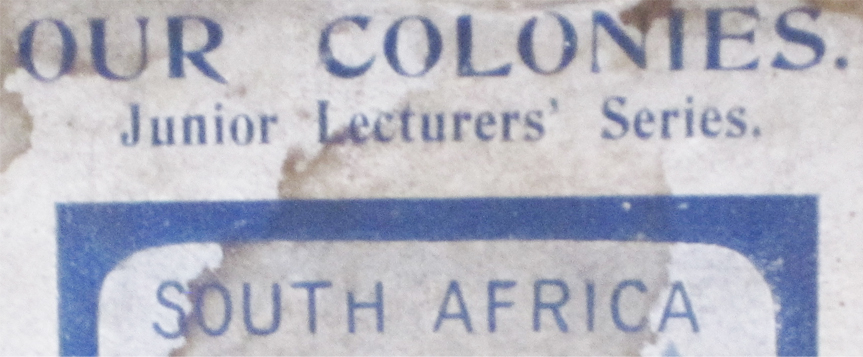 OUR COLONIES.
Junior Lecturers' Series.
SOUTH AFRICA